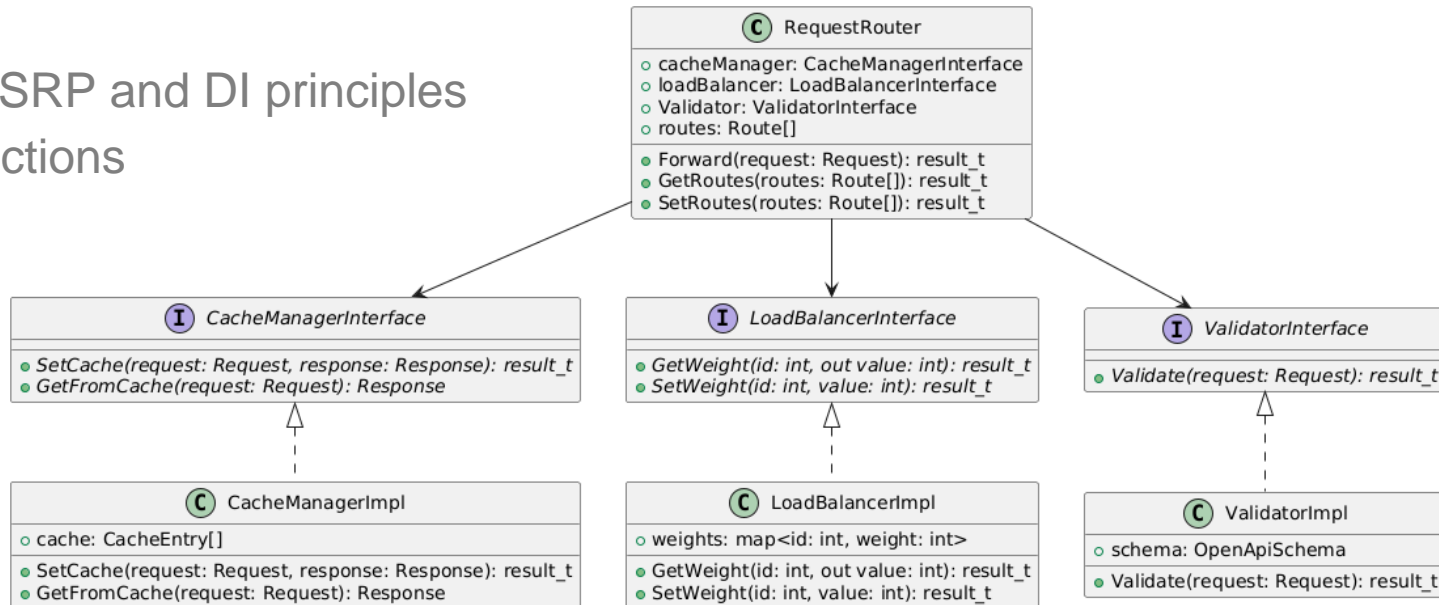 SRP and DI principles
ctions
C RequestRouter
cacheManager: CacheManagerInterface
loadBalancer: LoadBalancerInterface
Validator: ValidatorInterface
routes: Route[]
Forward(request: Request): result_t
GetRoutes(routes: Route[]): result_t
SetRoutes(routes: Route[]): result_t
I CacheManagerInterface
SetCache(request: Request, response: Response): result_t
GetFromCache(request: Request): Response
I LoadBalancerInterface
GetWeight(id: int, out value: int): result_t
SetWeight(id: int, value: int): result_t
I ValidatorInterface
Validate(request: Request): result_t
C CacheManagerImpl
cache: CacheEntry[]
SetCache(request: Request, response: Response): result_t
GetFromCache(request: Request): Response
C LoadBalancerImpl
weights: map<id: int, weight: int>
GetWeight(id: int, out value: int): result_t
SetWeight(id: int, value: int): result_t
C ValidatorImpl
schema: OpenApiSchema
Validate(request: Request): result_t